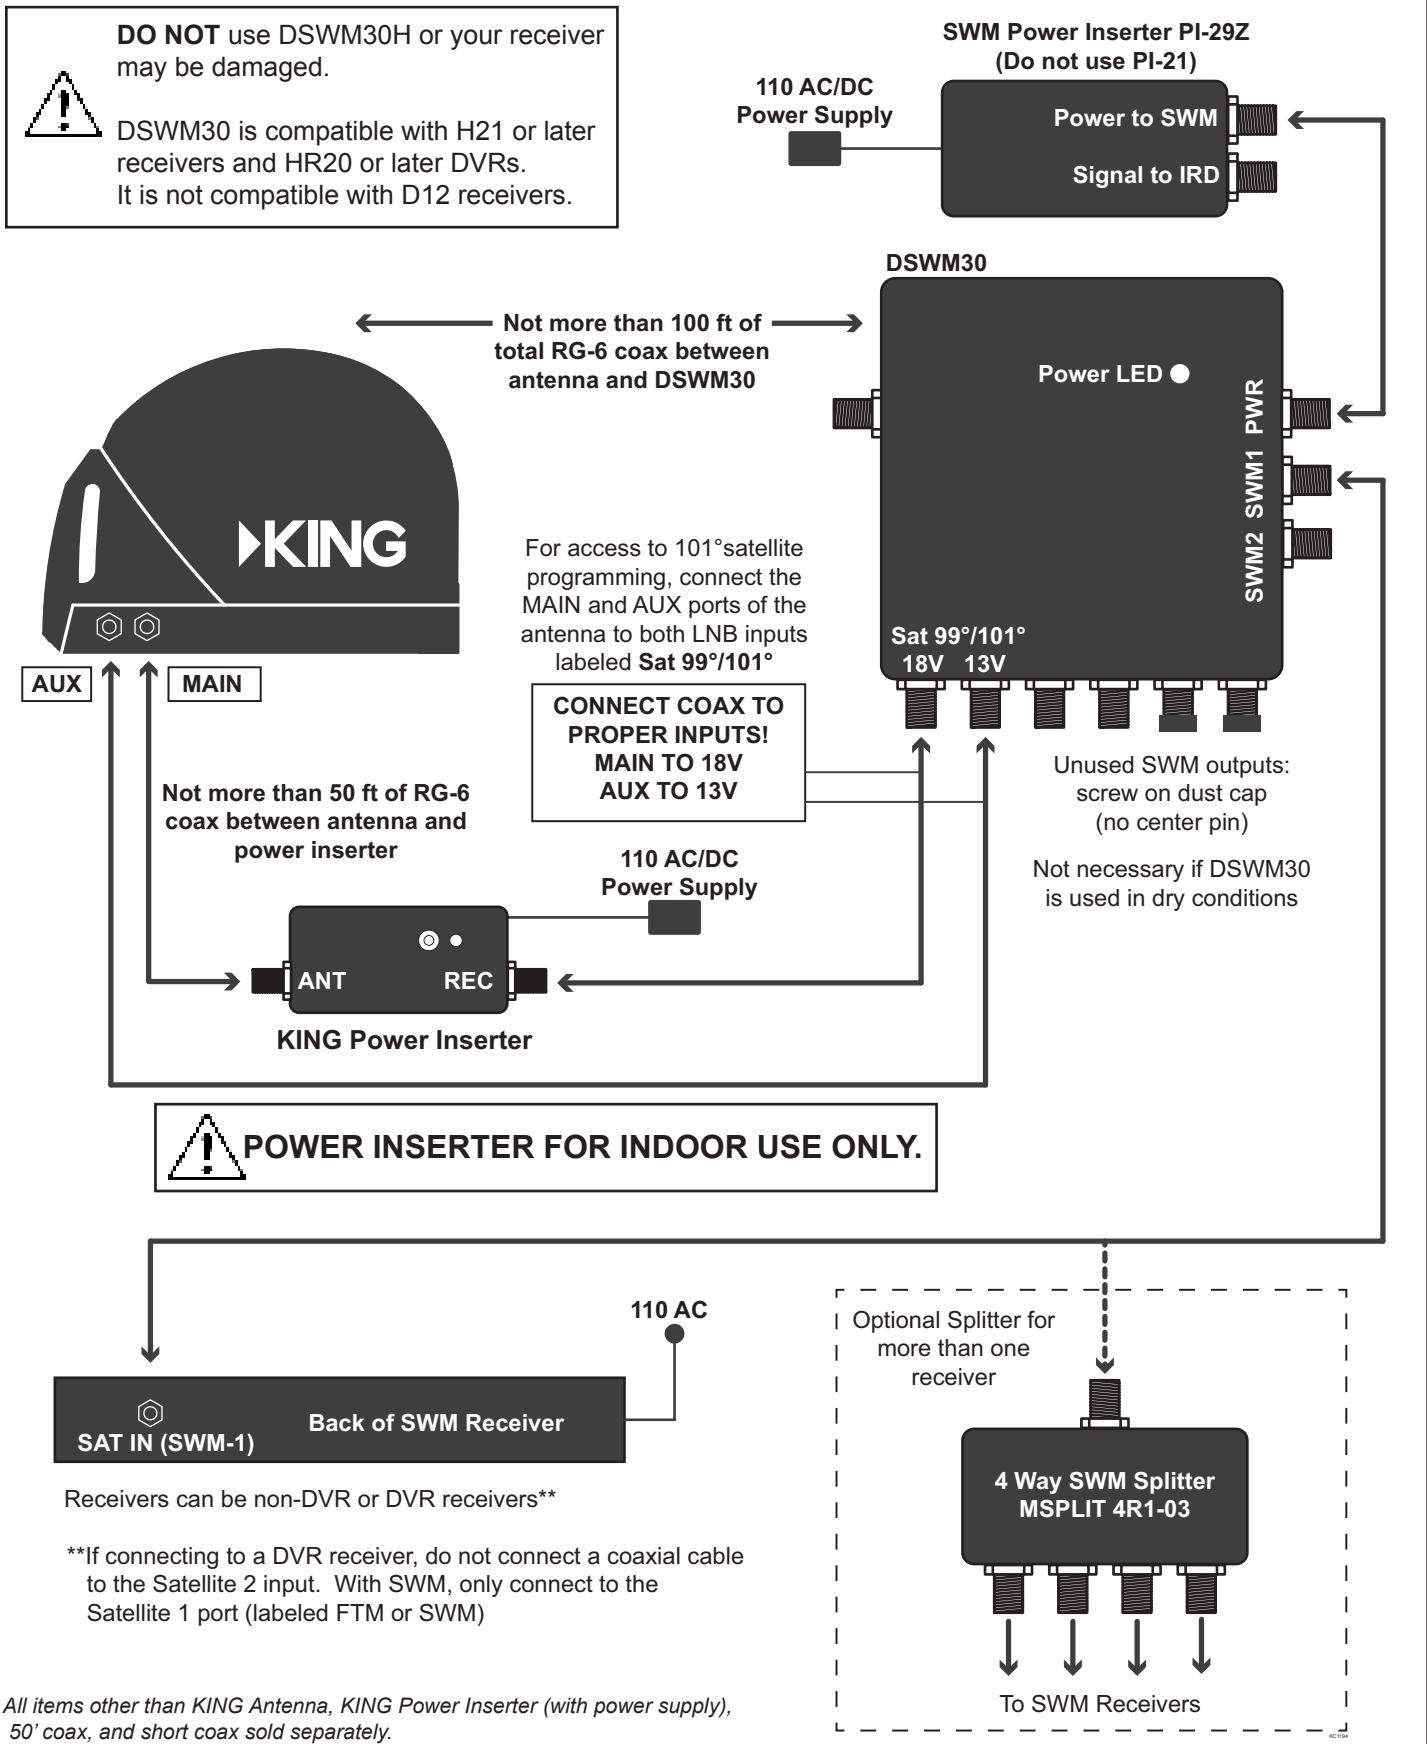 DO NOT use DSWM30H or your receiver
may be damaged.
DSWM30 is compatible with H21 or later
receivers and HR20 or later DVRs.
It is not compatible with D12 receivers.
SWM Power Inserter PI-29Z
(Do not use PI-21)
110 AC/DC
Power Supply
Power to SWM
Signal to IRD
DSWM30
Not more than 100 ft of
total RG-6 coax between
antenna and DSWM30
Power LED
PWR
SWM1
SWM2
KING
For access to 101°satellite
programming, connect the
MAIN and AUX ports of the
antenna to both LNB inputs
labeled Sat 99°/101°
Sat 99°/101°
18V 13V
AUX
MAIN
CONNECT COAX TO
PROPER INPUTS!
MAIN TO 18V
AUX TO 13V
Unused SWM outputs:
screw on dust cap
(no center pin)
Not necessary if DSWM30
is used in dry conditions
Not more than 50 ft of RG-6
coax between antenna and
power inserter
110 AC/DC
Power Supply
ANT
REC
KING Power Inserter
POWER INSERTER FOR INDOOR USE ONLY.
110 AC
SAT IN (SWM-1)
Back of SWM Receiver
Optional Splitter for
more than one
receiver
4 Way SWM Splitter
MSPLIT 4R1-03
To SWM Receivers
Receivers can be non-DVR or DVR receivers**
**If connecting to a DVR receiver, do not connect a coaxial cable
to the Satellite 2 input.  With SWM, only connect to the
Satellite 1 port (labeled FTM or SWM)
All items other than KING Antenna, KING Power Inserter (with power supply),
50’ coax, and short coax sold separately.
KC1194